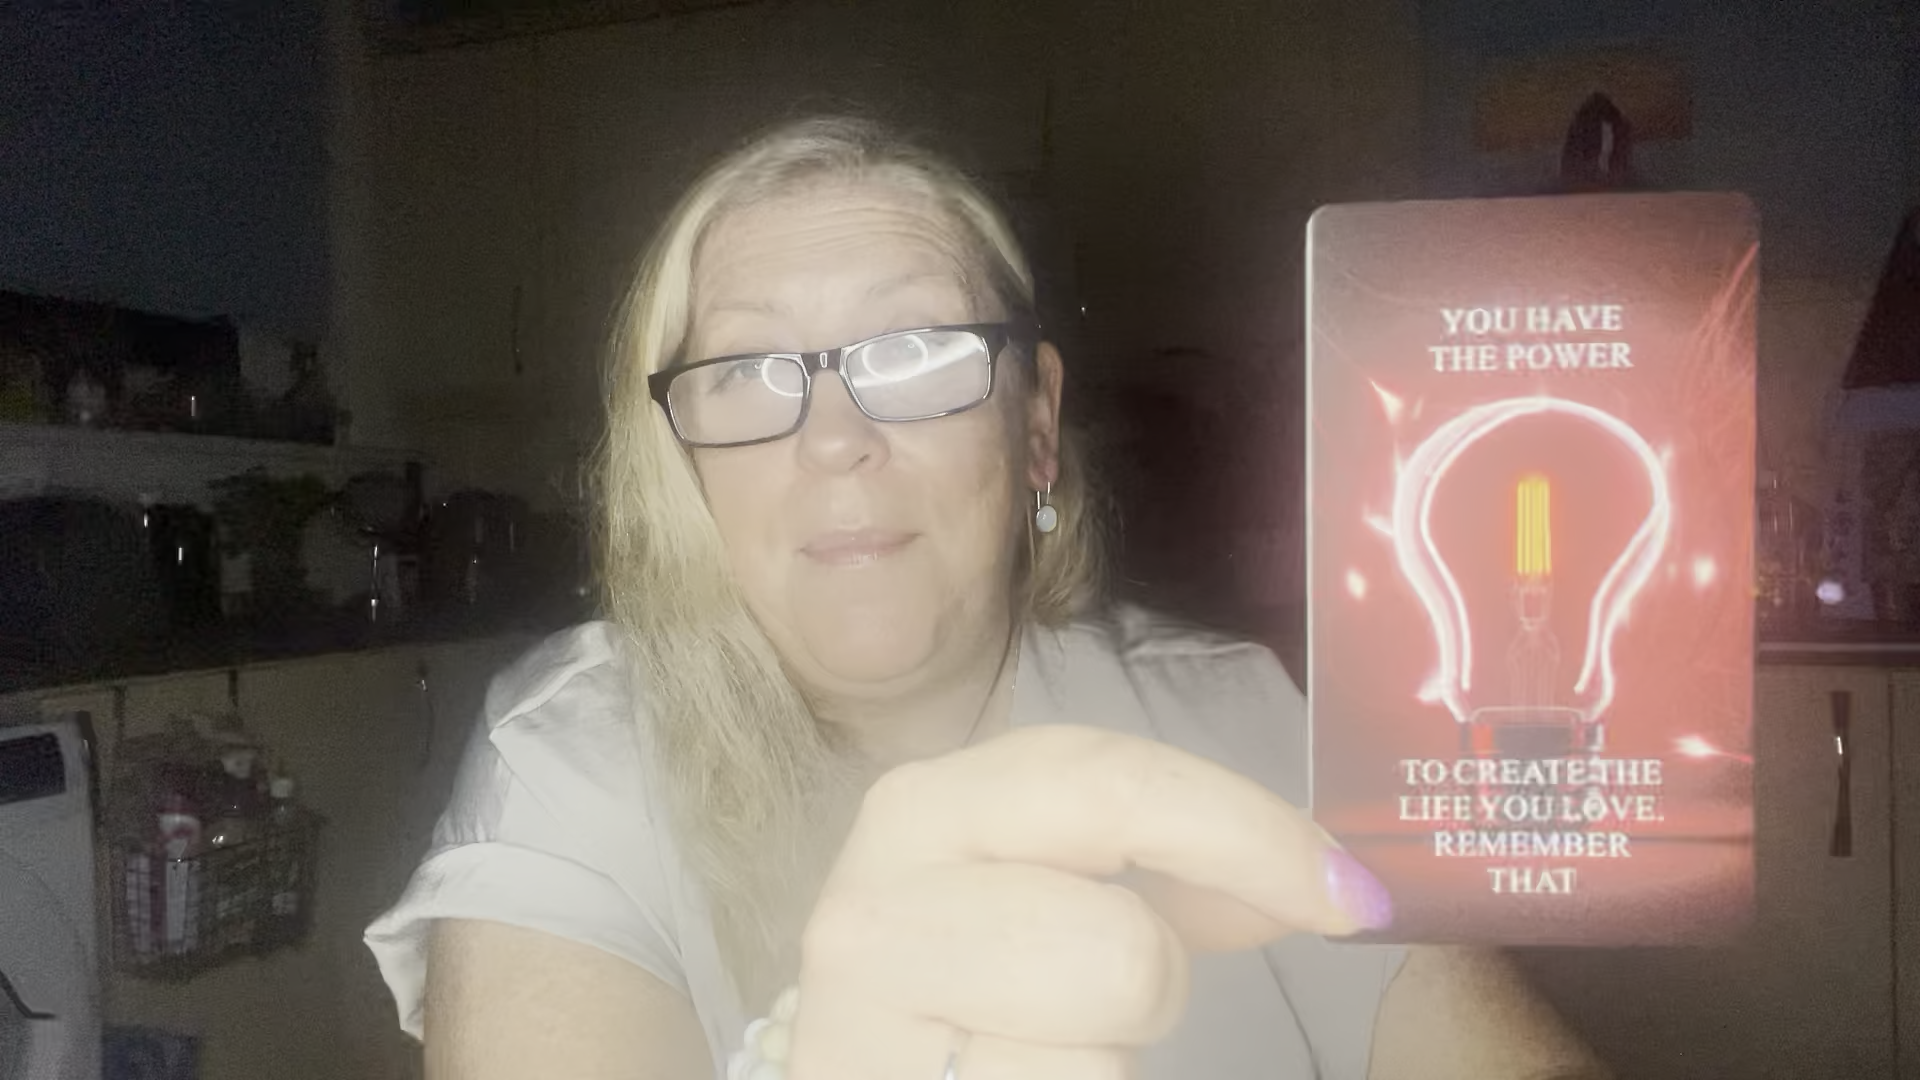 YOU HAVE
THE POWER
TO CREATE THE
LIFE YOU LOVE.
REMEMBER
THAT